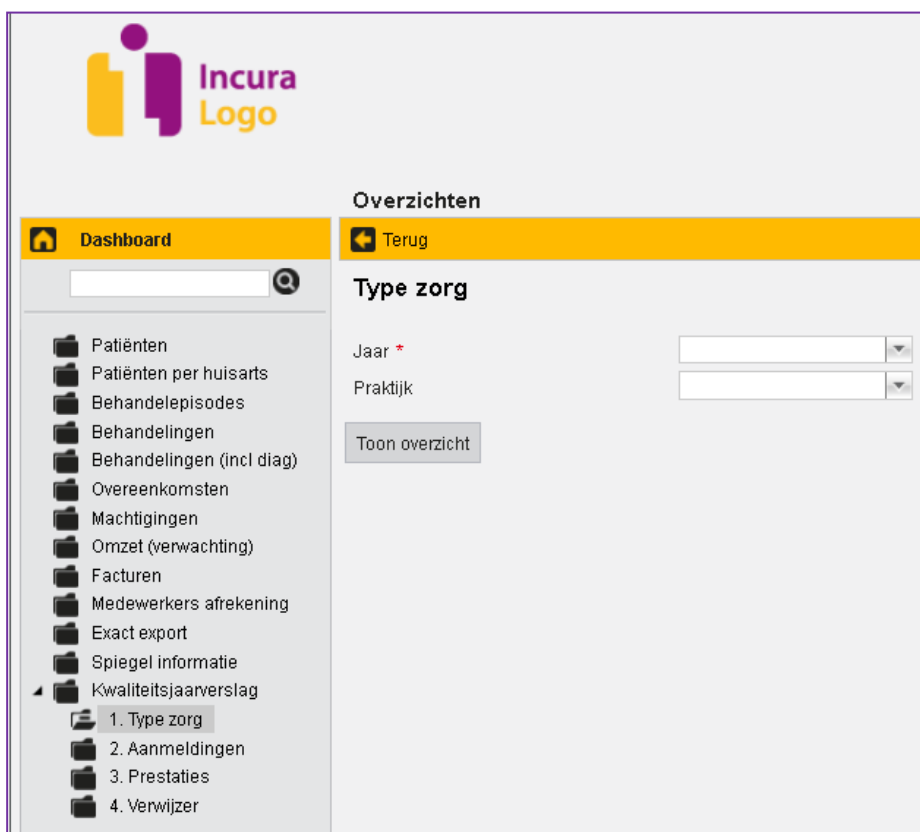 Incura
Logo
Overzichten
Dashboard
Terug
Type zorg
Jaar *
Praktijk
Toon overzicht
Patiënten
Patiënten per huisarts
Behandelepisodes
Behandelingen
Behandelingen (incl diag)
Overeenkomsten
Machtigingen
Omzet (verwachting)
Facturen
Medewerkers afrekening
Exact export
Spiegel informatie
Kwaliteitsjaarverslag
1. Type zorg
2. Aanmeldingen
3. Prestaties
4. Verwijzer